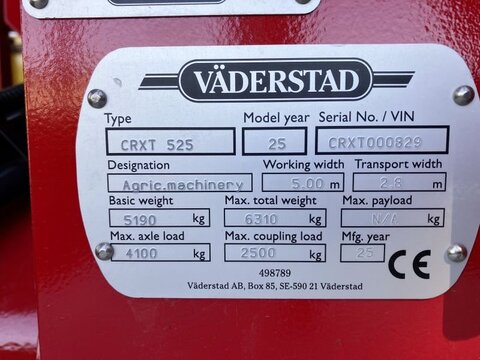 VÄDERSTAD
Type Model year Serial No. / VIN
CRXT 525 25 CRXT000829
Designation Working width Transport width
Agric.machinery 5.00 m 2.8 m
Basic weight Max. total weight Max. payload
5190 kg 6310 kg N/A kg
Max. axle load Max. coupling load Mfg. year
4100 kg 2500 kg 25 CE
498789
Väderstad AB, Box 85, SE-590 21 Väderstad